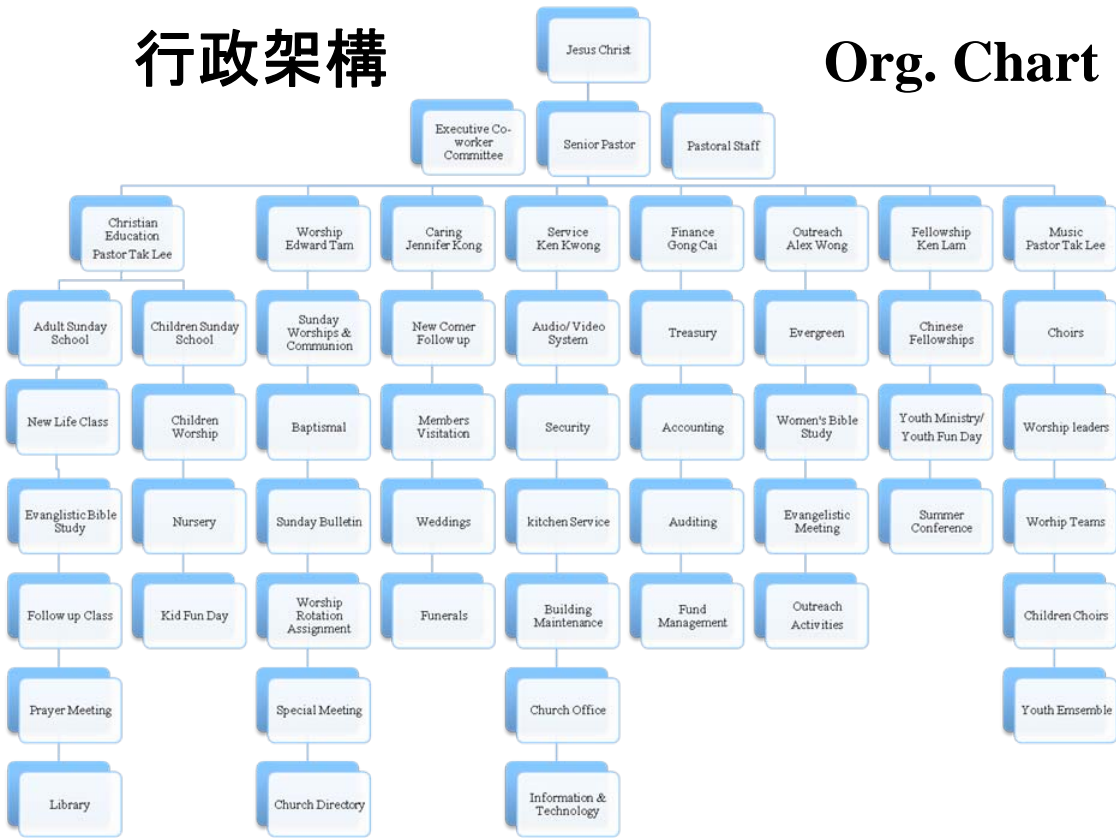 行政架構
Org. Chart
Jesus Christ
Executive Co-
worker
Committee
Senior Pastor
Pastoral Staff
Christian
Education
Pastor Tak Lee
Worship
Edward Tam
Caring
Jennifer Kong
Service
Ken Kwong
Finance
Gong Cai
Outreach
Alex Wong
Fellowship
Ken Lam
Music
Pastor Tak Lee
Adult Sunday
School
Children Sunday
School
Sunday
Worships &
Communion
New Comer
Follow up
Audio/ Video
System
Treasury
Evergreen
Chinese
Fellowships
Choirs
New Life Class
Children
Worship
Baptismal
Members
Visitation
Security
Accounting
Women's Bible
Study
Youth Ministry/
Youth Fun Day
Worship leaders
Evanglistic Bible
Study
Nursery
Sunday Bulletin
Weddings
kitchen Service
Auditing
Evangelistic
Meeting
Summer
Conference
Worhip Teams
Follow up Class
Kid Fun Day
Worship
Rotation
Assignment
Funerals
Building
Maintenance
Fund
Management
Outreach
Activities
Children Choirs
Prayer Meeting
Special Meeting
Church Office
Youth Emsemble
Library
Church Directory
Information &
Technology